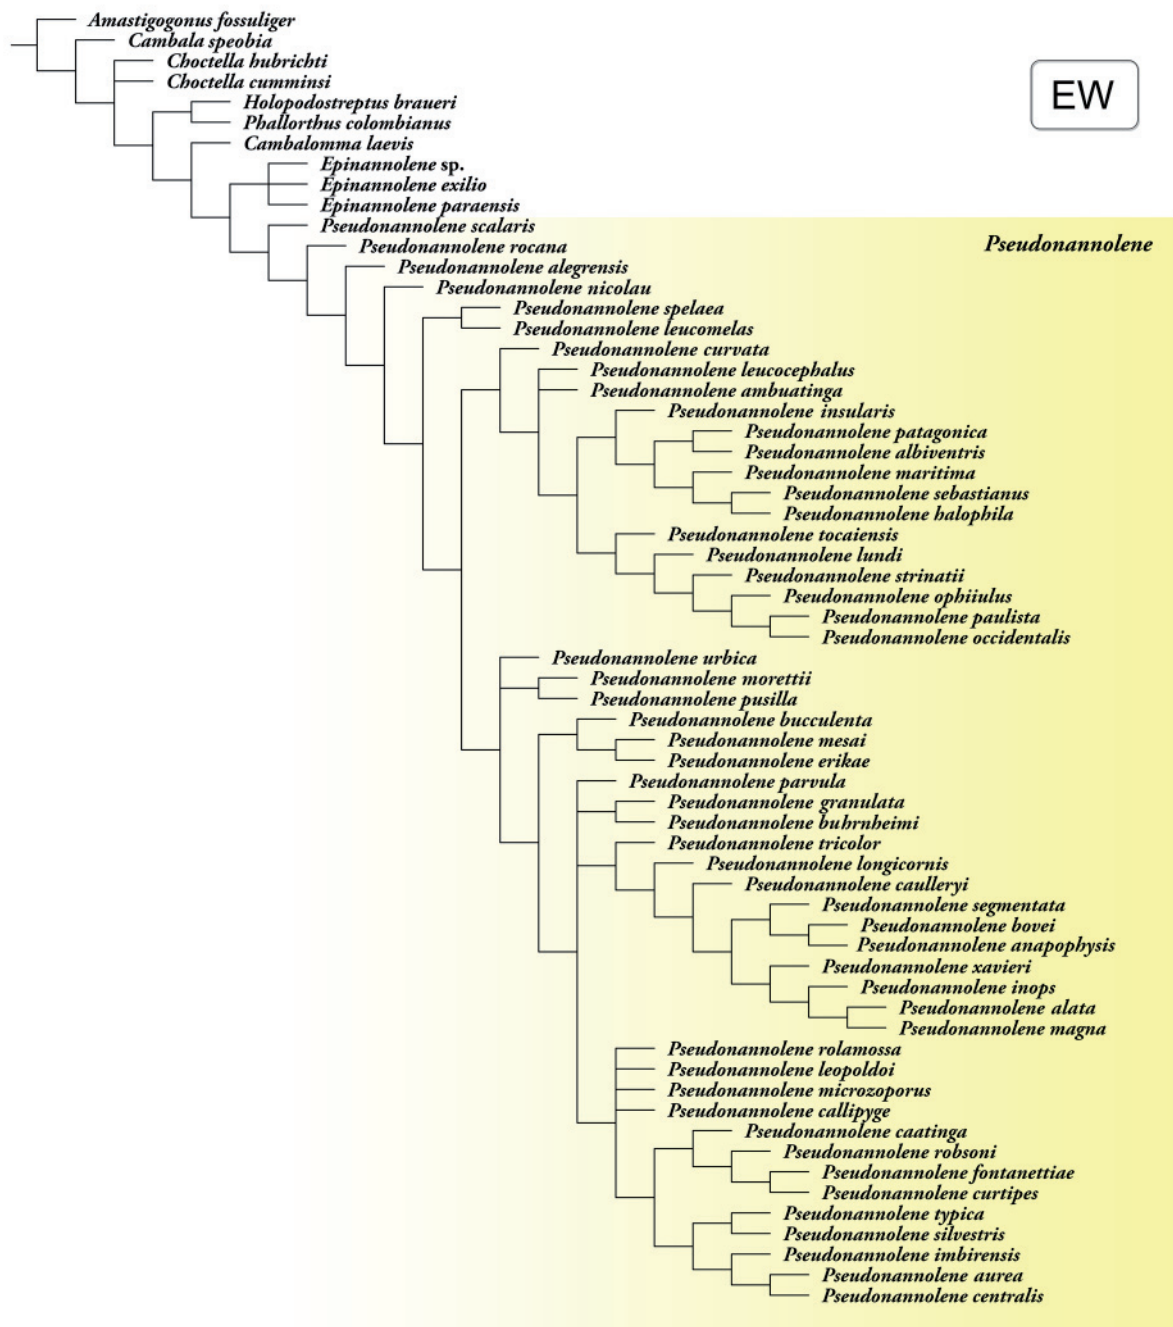 Amastigogonus fossuliger
Cambala speobia
Choctella hubrichti
Choctella cumminsi
EW
Holopodostreptus braueri
Phallorthus colombianus
Cambalomma laevis
Epinannolene sp.
Epinannolene exilio
Epinannolene paraensis
Pseudonannolene scalaris
Pseudonannolene
Pseudonannolene rocana
Pseudonannolene alegrensis
Pseudonannolene nicolau
Pseudonannolene spelaea
Pseudonannolene leucomelas
Pseudonannolene curvata
Pseudonannolene leucocephalus
Pseudonannolene ambuatinga
Pseudonannolene insularis
Pseudonannolene patagonica
Pseudonannolene albiventris
Pseudonannolene maritima
Pseudonannolene sebastianus
Pseudonannolene halophila
Pseudonannolene tocaiensis
Pseudonannolene lundi
Pseudonannolene strinatii
Pseudonannolene ophiiulus
Pseudonannolene paulista
Pseudonannolene occidentalis
Pseudonannolene urbica
Pseudonannolene morettii
Pseudonannolene pusilla
Pseudonannolene bucculenta
Pseudonannolene mesai
Pseudonannolene erikae
Pseudonannolene parvula
Pseudonannolene granulata
Pseudonannolene buhrnheimi
Pseudonannolene tricolor
Pseudonannolene longicornis
Pseudonannolene caulleryi
Pseudonannolene segmentata
Pseudonannolene bovei
Pseudonannolene anapophysis
Pseudonannolene xavieri
Pseudonannolene inops
Pseudonannolene alata
Pseudonannolene magna
Pseudonannolene rolamossa
Pseudonannolene leopoldoi
Pseudonannolene microzoporus
Pseudonannolene callipyge
Pseudonannolene caatinga
Pseudonannolene robsoni
Pseudonannolene fontanettiae
Pseudonannolene curtipes
Pseudonannolene typica
Pseudonannolene silvestris
Pseudonannolene imbirensis
Pseudonannolene aurea
Pseudonannolene centralis